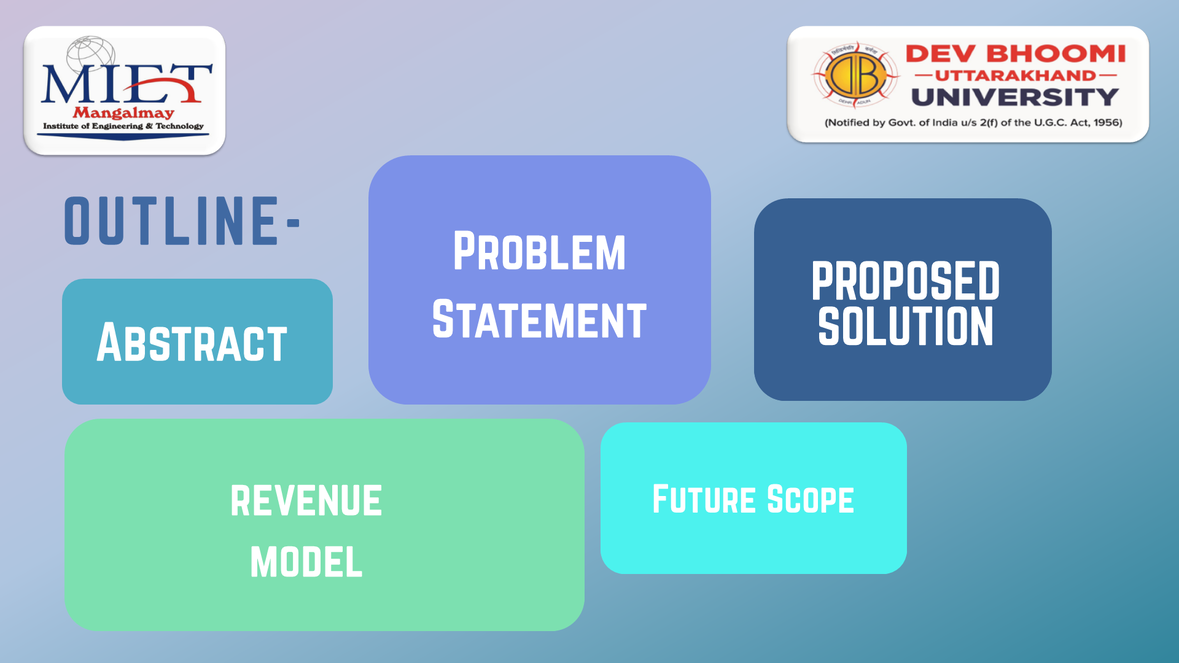 MIET
Mangalmay
Institute of Engineering & Technology
DEV BHOOMI
UTTARAKHAND
UNIVERSITY
(Notified by Govt. of India u/s 2(f) of the U.G.C. Act, 1956)
OUTLINE-
Abstract
Problem
Statement
PROPOSED
SOLUTION
REVENUE
MODEL
Future Scope